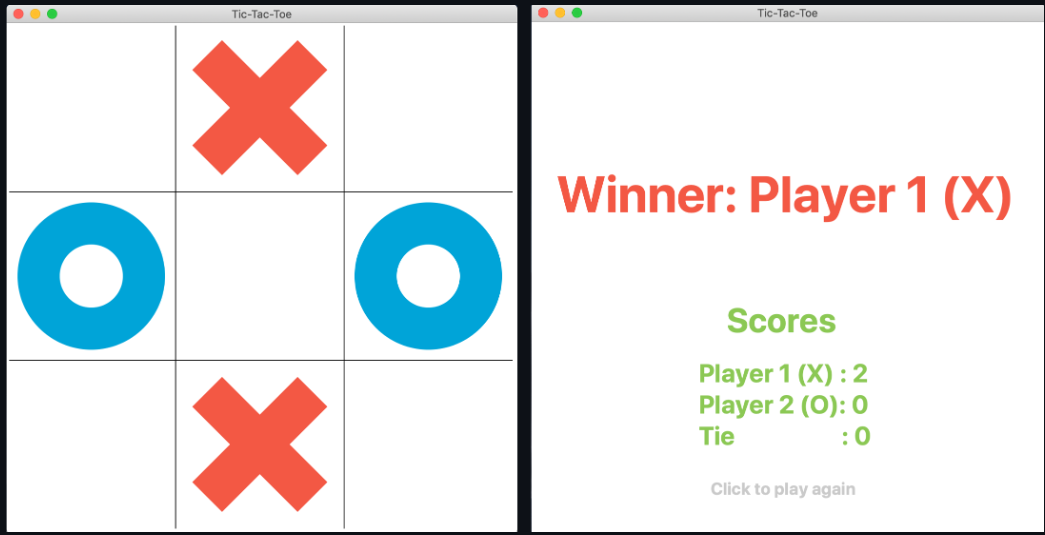 Tic-Tac-Toe
Tic-Tac-Toe
Winner: Player 1 (X)
Scores
Player 1 (X) : 2
Player 2 (O): 0
Tie : 0
Click to play again